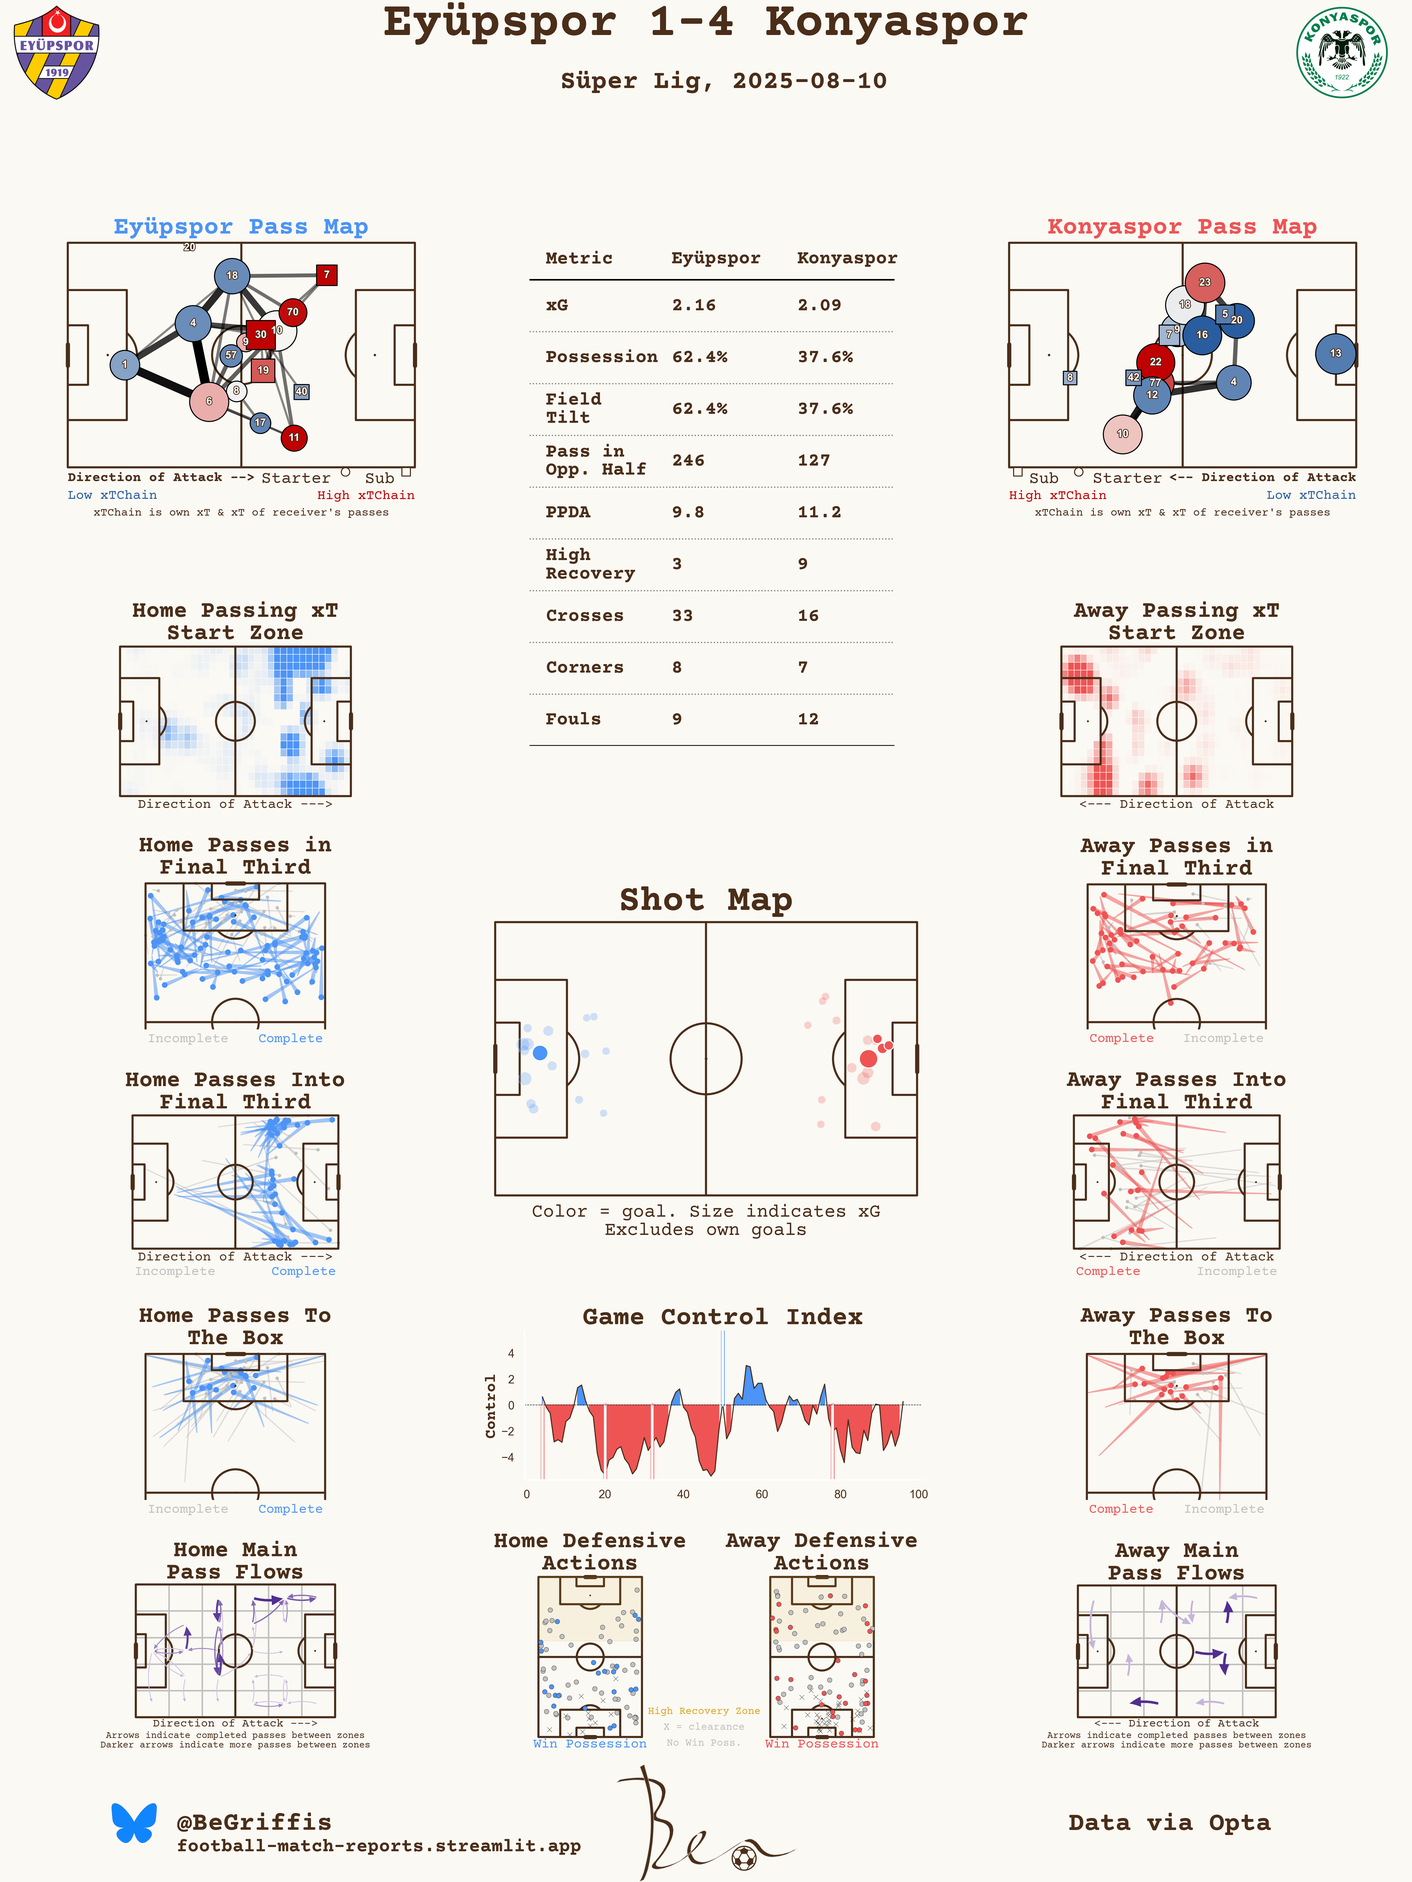 Eyüpspor 1-4 Konyaspor
Süper Lig, 2025-08-10
EYÜPSPOR
1919
KONYASPOR
1922
Eyüpspor Pass Map
20
18
7
70
4
30
10
9
57
1
19
40
8
6
17
11
Direction of Attack --> Starter Sub
Low xTChain High xTChain
xTChain is own xT & xT of receiver's passes
Metric Eyüpspor Konyaspor
xG 2.16 2.09
Possession 62.4% 37.6%
Field
Tilt 62.4% 37.6%
Pass in
Opp. Half 246 127
PPDA 9.8 11.2
High
Recovery 3 9
Crosses 33 16
Corners 8 7
Fouls 9 12
Konyaspor Pass Map
23
18
5
20
9
7
16
13
22
8
42
77
4
12
10
Sub Starter <-- Direction of Attack
High xTChain Low xTChain
xTChain is own xT & xT of receiver's passes
Home Passing xT
Start Zone
Direction of Attack --->
Away Passing xT
Start Zone
<--- Direction of Attack
Home Passes in
Final Third
Incomplete Complete
Away Passes in
Final Third
Complete Incomplete
Shot Map
Color = goal. Size indicates xG
Excludes own goals
Home Passes Into
Final Third
Direction of Attack --->
Incomplete Complete
Away Passes Into
Final Third
<--- Direction of Attack
Complete Incomplete
Home Passes To
The Box
Incomplete Complete
Game Control Index
Control
4
2
0
−2
−4
0 20 40 60 80 100
Away Passes To
The Box
Complete Incomplete
Home Main
Pass Flows
Direction of Attack --->
Arrows indicate completed passes between zones
Darker arrows indicate more passes between zones
Home Defensive
Actions
Win Possession
High Recovery Zone
X = clearance
No Win Poss.
Away Defensive
Actions
Win Possession
Away Main
Pass Flows
<--- Direction of Attack
Arrows indicate completed passes between zones
Darker arrows indicate more passes between zones
@BeGriffis
football-match-reports.streamlit.app
Ben
Data via Opta